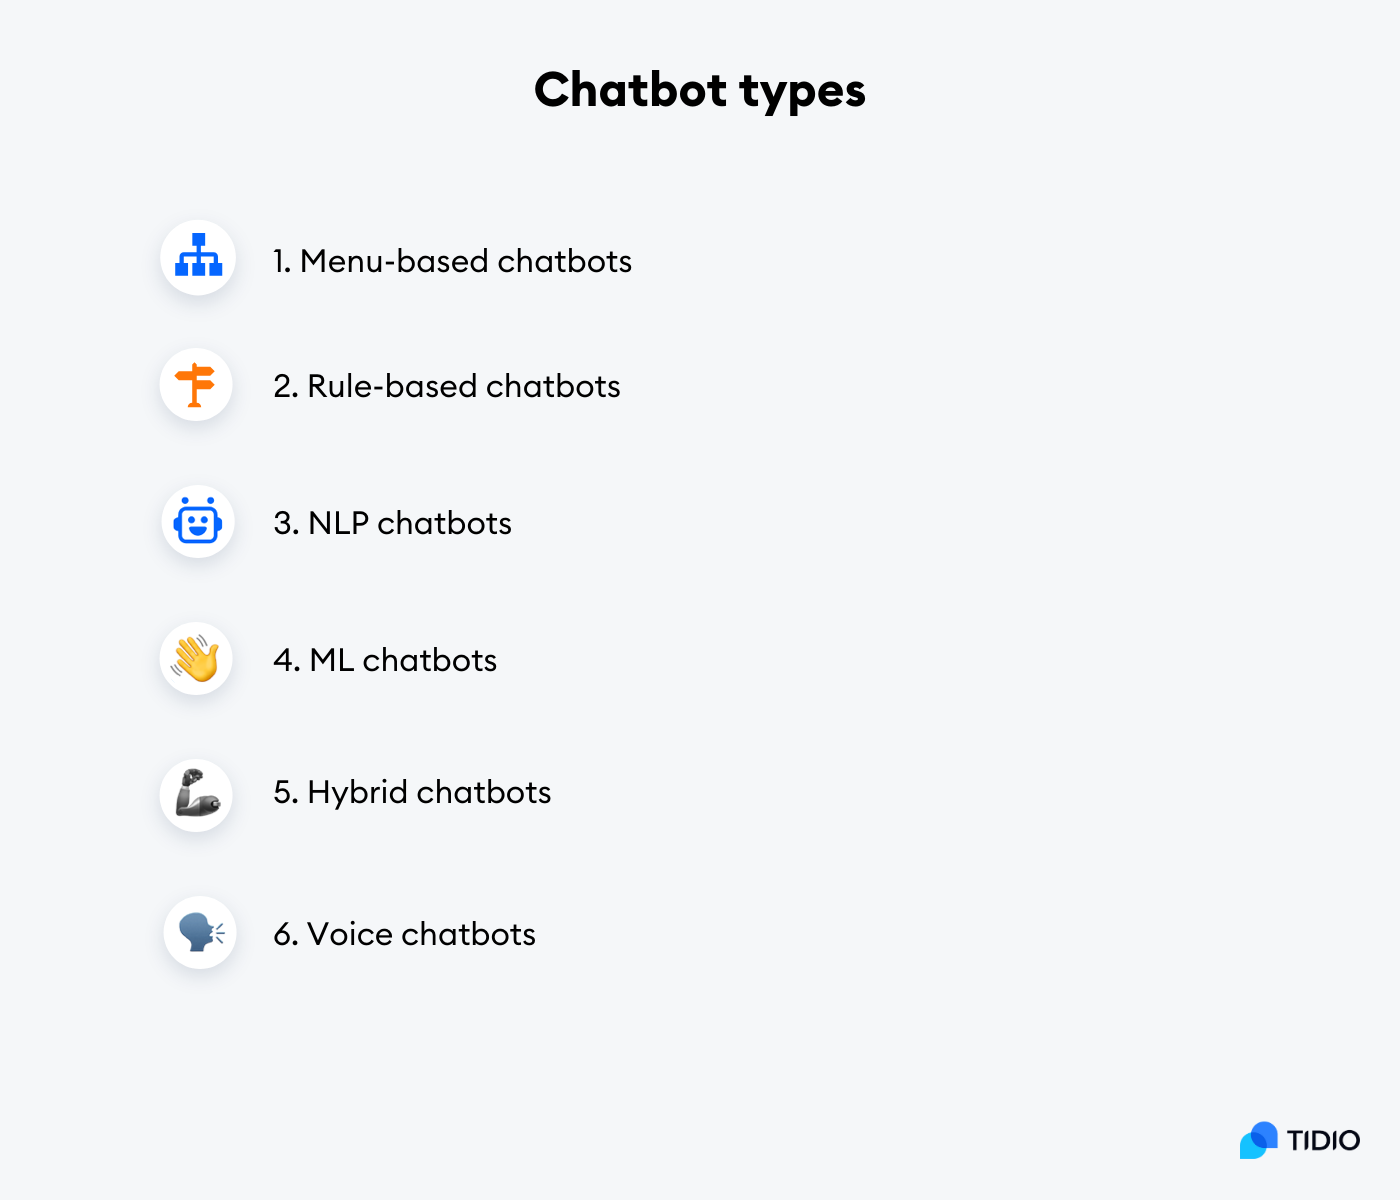 Chatbot types
1. Menu-based chatbots
2. Rule-based chatbots
3. NLP chatbots
4. ML chatbots
5. Hybrid chatbots
6. Voice chatbots
TIDIO